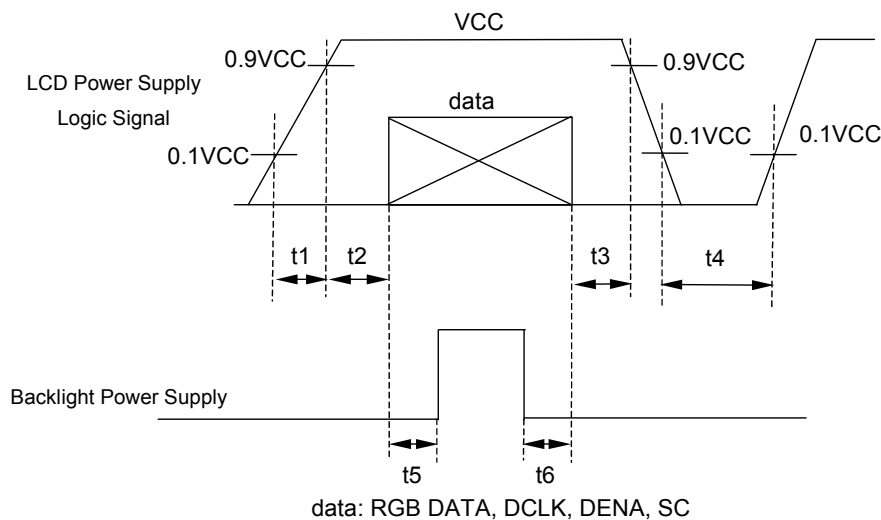 VCC
0.9VCC
0.9VCC
LCD Power Supply
Logic Signal
data
0.1VCC
0.1VCC
0.1VCC
t1
t2
t3
t4
Backlight Power Supply
t5
t6
data: RGB DATA, DCLK, DENA, SC